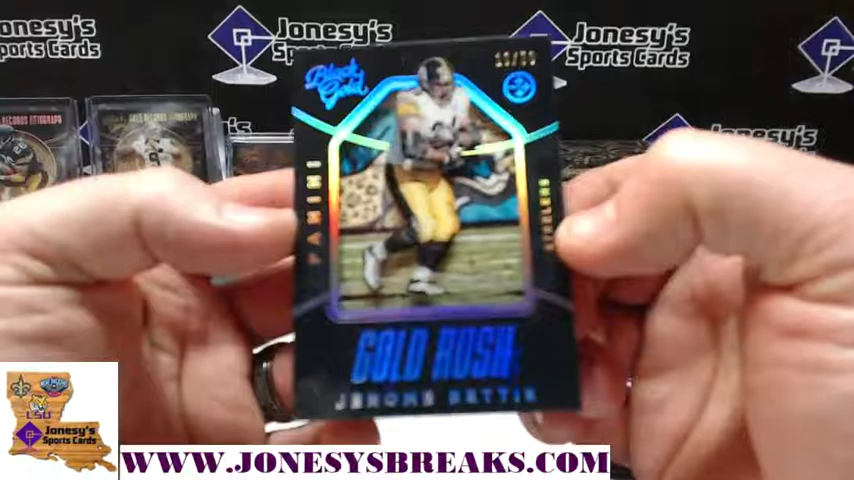 Jonesy's
Sports Cards
Jonesy's
Sports Cards
Jonesy's
Sports Cards
Black
Gold
PANINI
STEELERS
GOLD RUSH
JEROME BETTIS
LSU
Jonesy's
Sports Cards
WWW.JONESYSBREAKS.COM